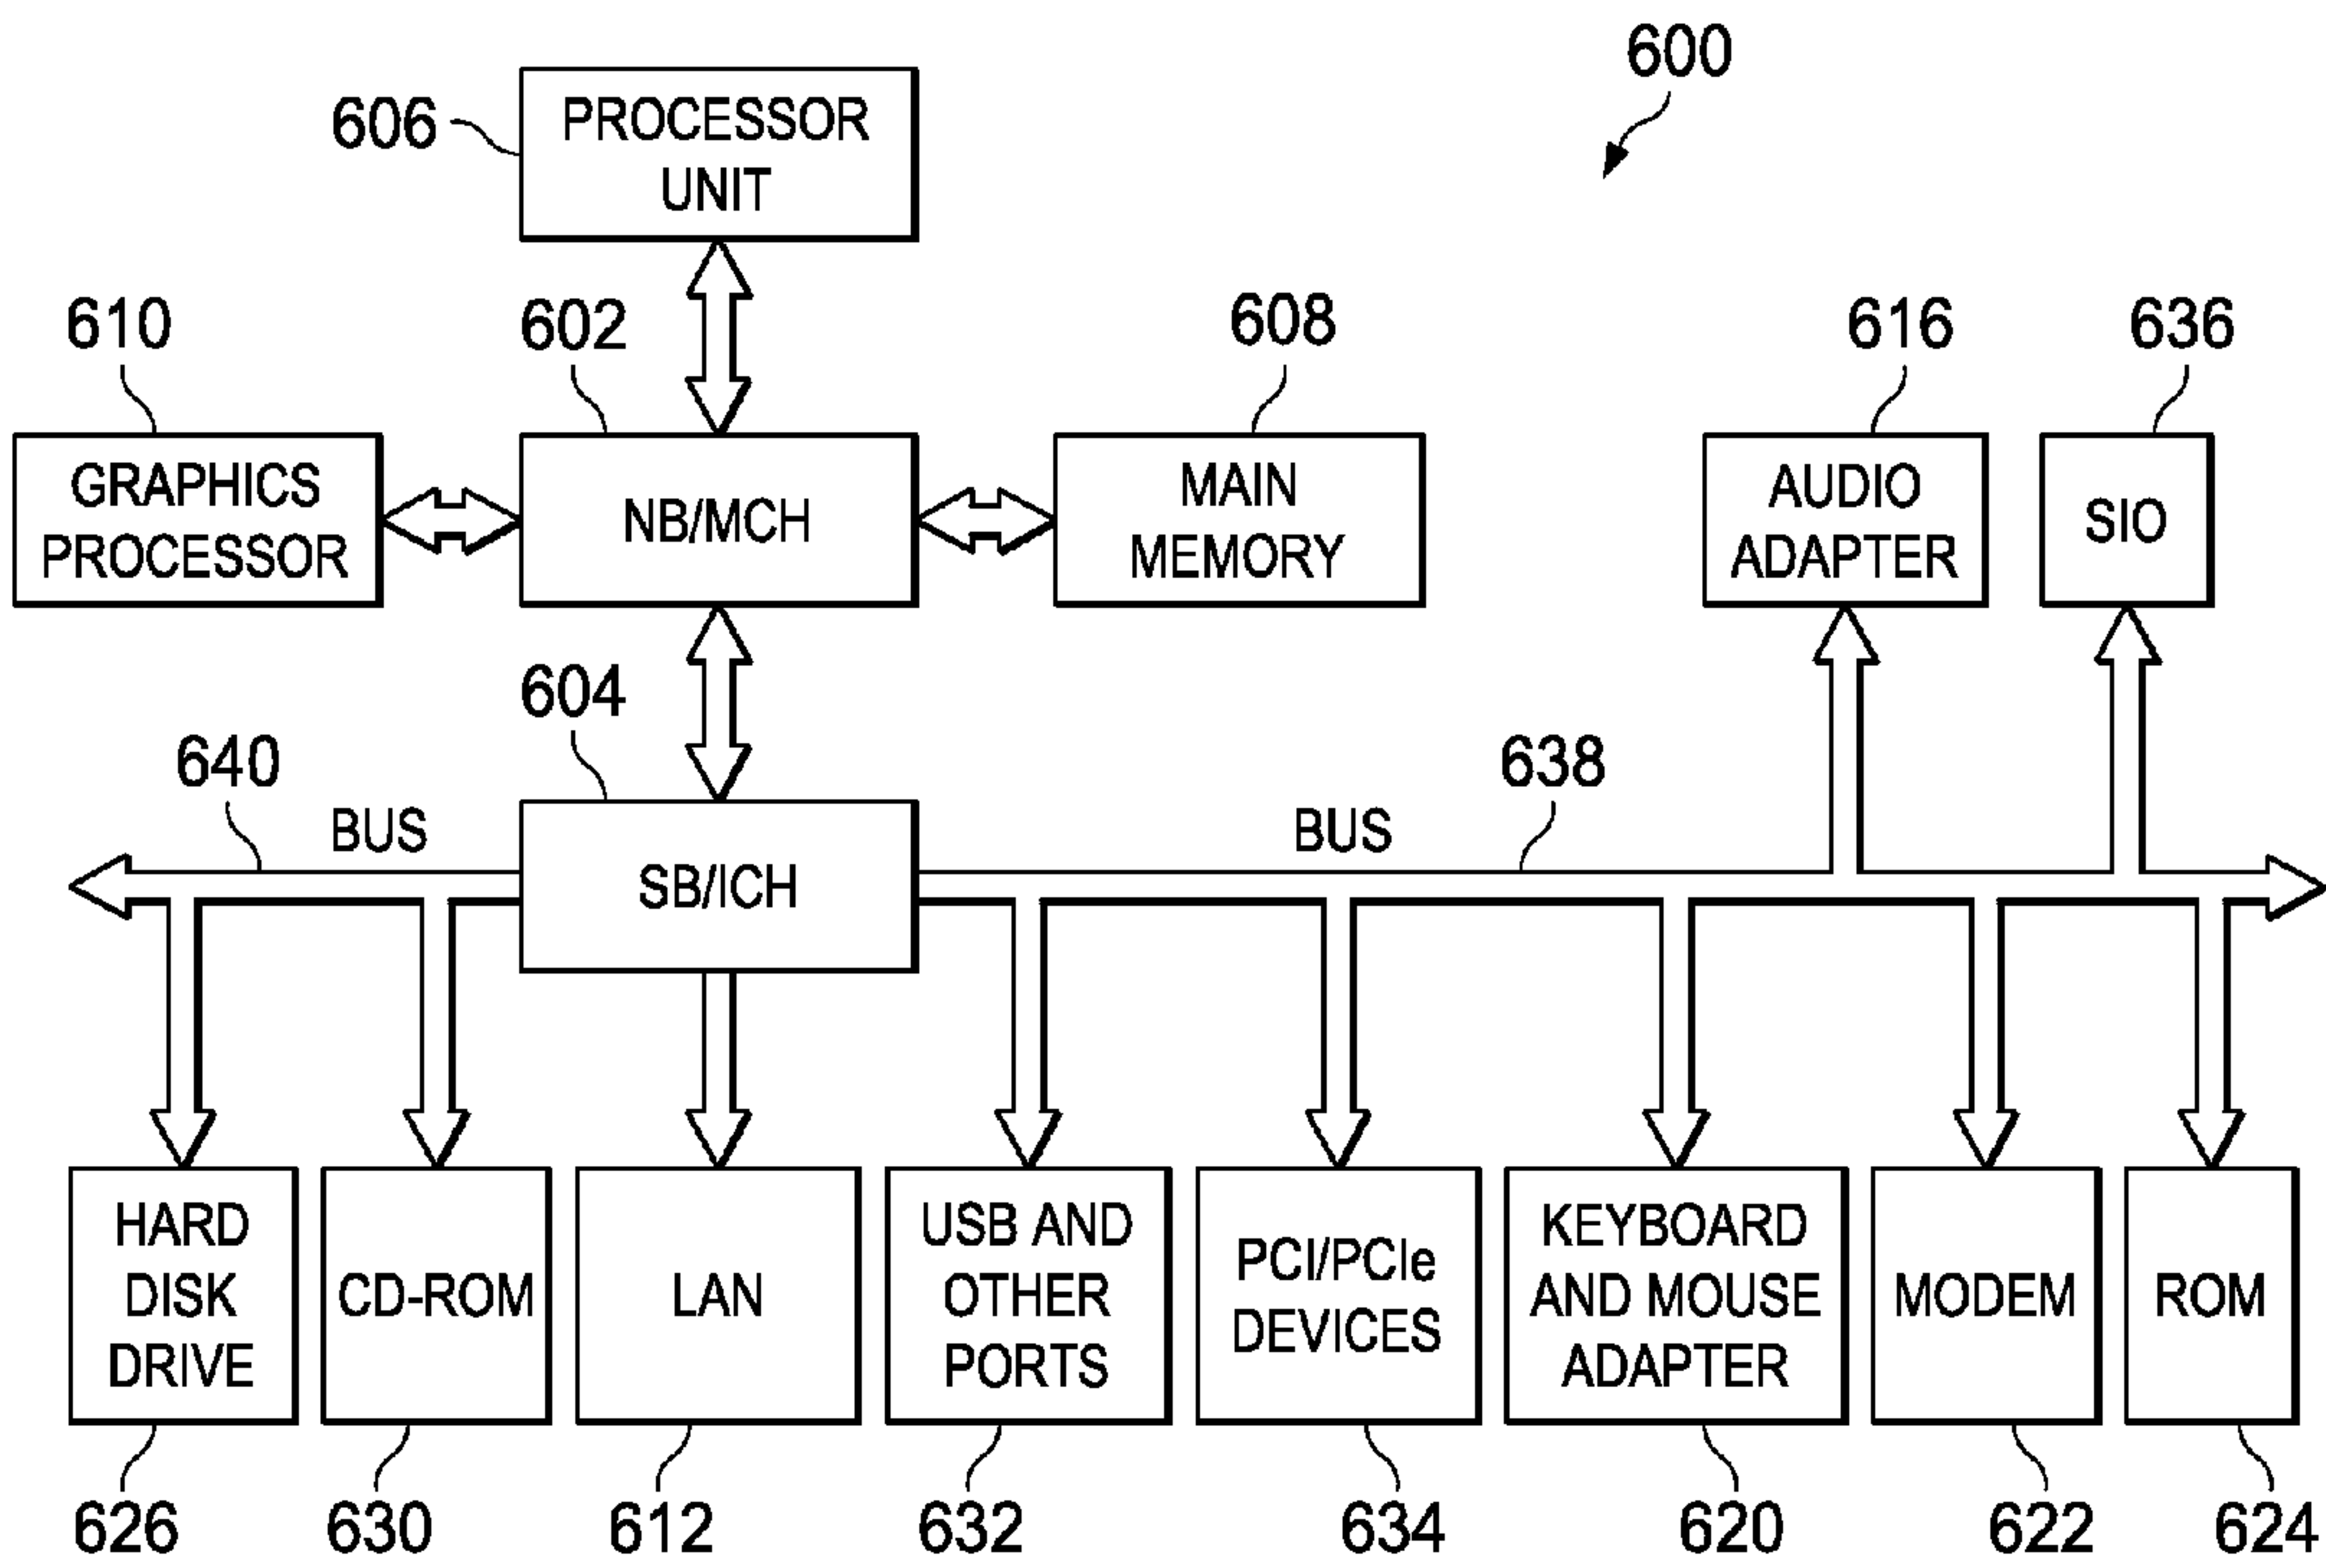 600
606
PROCESSOR
UNIT
610
602
608
616
636
GRAPHICS
PROCESSOR
NB/MCH
MAIN
MEMORY
AUDIO
ADAPTER
SIO
604
640
BUS
638
BUS
SB/ICH
HARD
DISK
DRIVE
CD-ROM
LAN
USB AND
OTHER
PORTS
PCI/PCIe
DEVICES
KEYBOARD
AND MOUSE
ADAPTER
MODEM
ROM
626
630
612
632
634
620
622
624